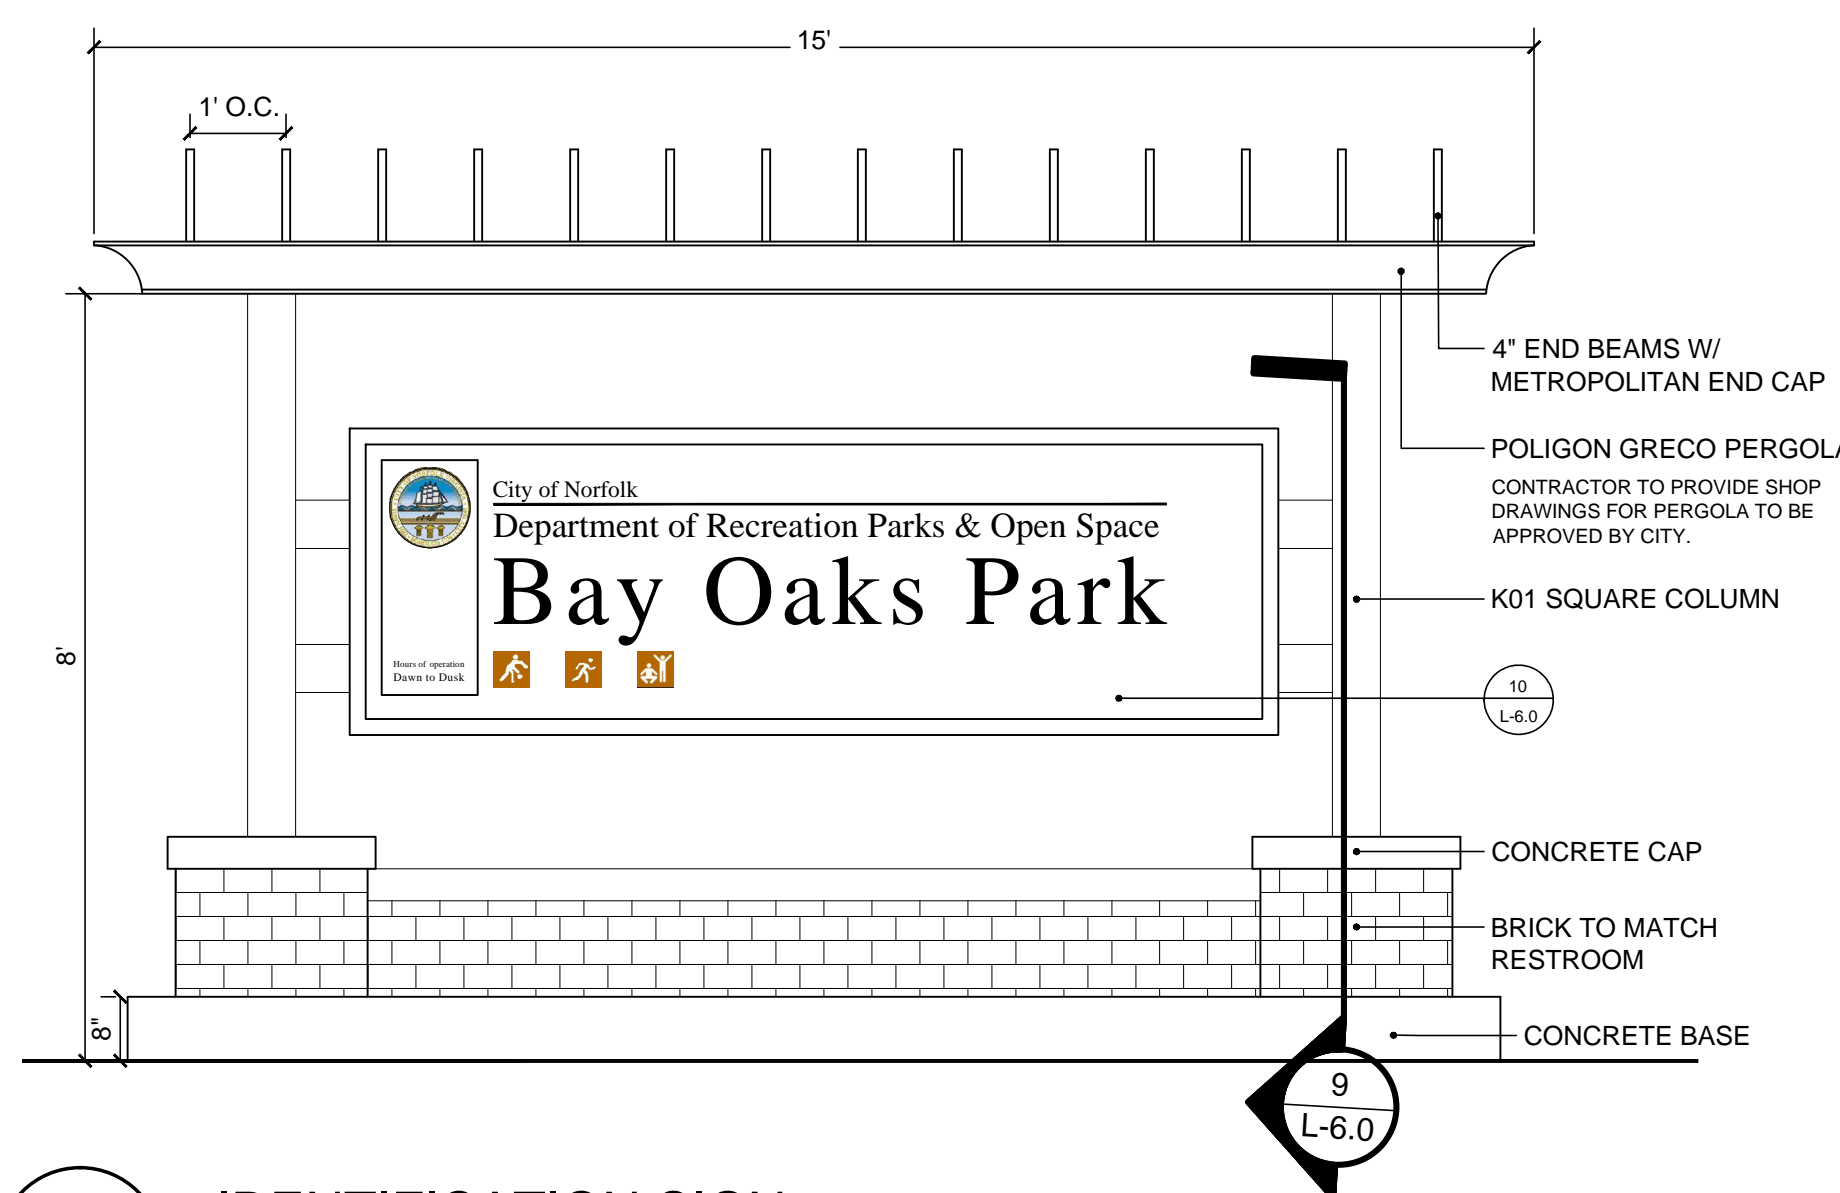 15'
1' O.C.
4" END BEAMS W/
METROPOLITAN END CAP
POLIGON GRECO PERGOLA
CONTRACTOR TO PROVIDE SHOP
DRAWINGS FOR PERGOLA TO BE
APPROVED BY CITY.
K01 SQUARE COLUMN
City of Norfolk
Department of Recreation Parks & Open Space
Bay Oaks Park
Hours of operation
Dawn to Dusk
8'
10
L-6.0
CONCRETE CAP
BRICK TO MATCH
RESTROOM
8"
CONCRETE BASE
9
L-6.0
IDENTIFICATION SIGN